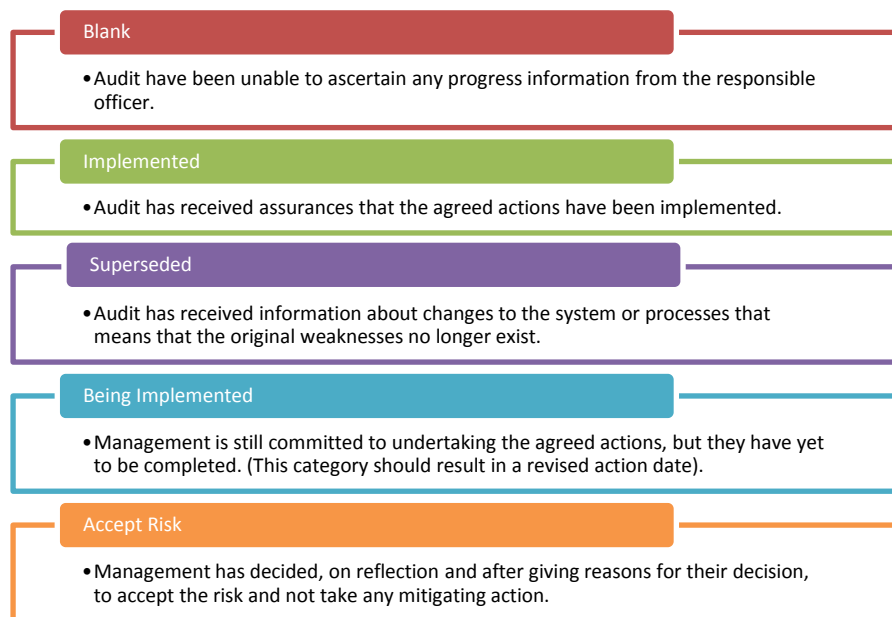 Blank
•Audit have been unable to ascertain any progress information from the responsible
officer.
Implemented
•Audit has received assurances that the agreed actions have been implemented.
Superseded
•Audit has received information about changes to the system or processes that
means that the original weaknesses no longer exist.
Being Implemented
•Management is still committed to undertaking the agreed actions, but they have yet
to be completed. (This category should result in a revised action date).
Accept Risk
•Management has decided, on reflection and after giving reasons for their decision,
to accept the risk and not take any mitigating action.